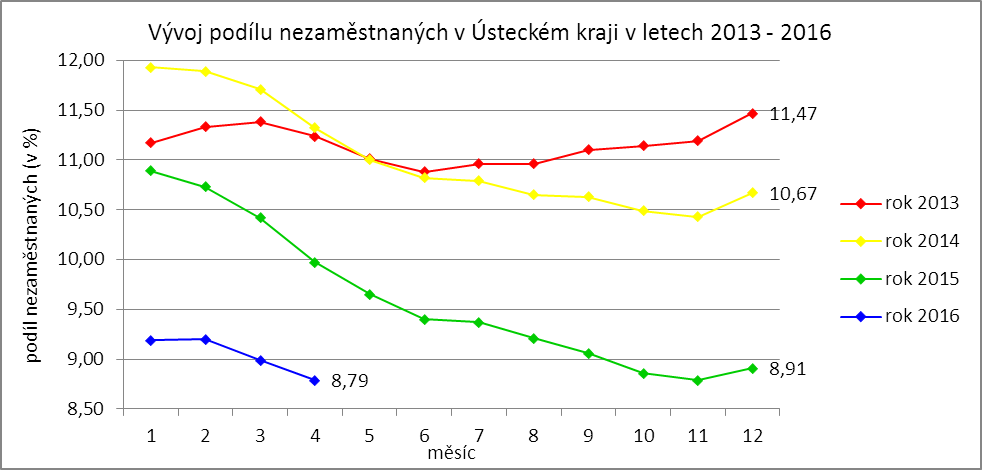 Vývoj podílu nezaměstnaných v Ústeckém kraji v letech 2013 - 2016
podíl nezaměstnaných (v %)
12,00
11,50
11,00
10,50
10,00
9,50
9,00
8,50
11,47
10,67
8,91
8,79
rok 2013
rok 2014
rok 2015
rok 2016
1 2 3 4 5 6 7 8 9 10 11 12
měsíc